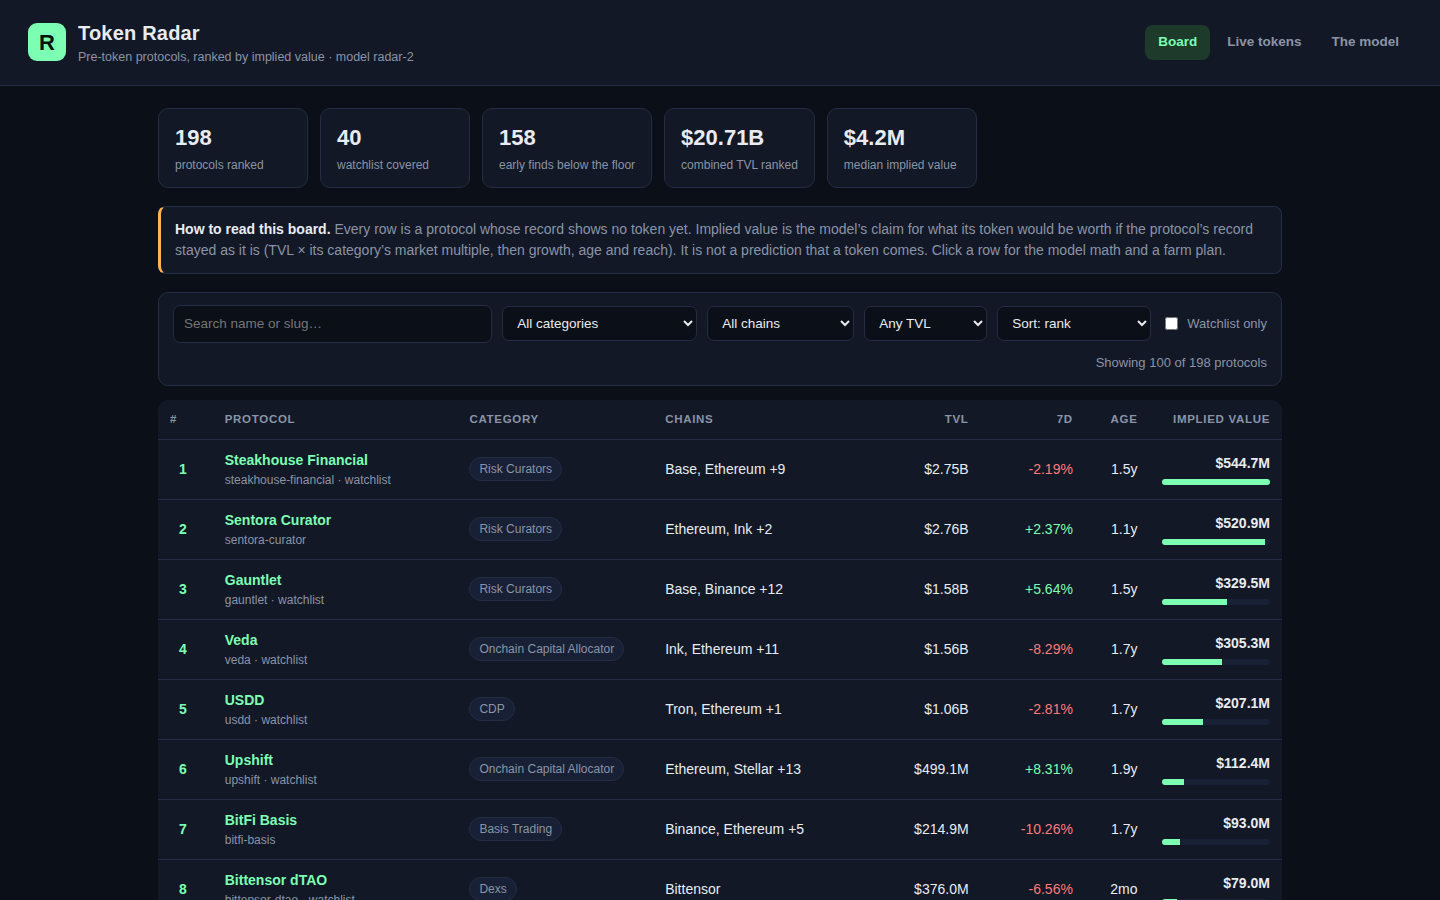 R
Token Radar
Pre-token protocols, ranked by implied value · model radar-2
Board
Live tokens
The model
198
protocols ranked
40
watchlist covered
158
early finds below the floor
$20.71B
combined TVL ranked
$4.2M
median implied value
How to read this board. Every row is a protocol whose record shows no token yet. Implied value is the model’s claim for what its token would be worth if the protocol’s record
stayed as it is (TVL × its category’s market multiple, then growth, age and reach). It is not a prediction that a token comes. Click a row for the model math and a farm plan.
Search name or slug…
All categories
All chains
Any TVL
Sort: rank
Watchlist only
Showing 100 of 198 protocols
# PROTOCOL CATEGORY CHAINS TVL 7D AGE IMPLIED VALUE
1 Steakhouse Financial Risk Curators Base, Ethereum +9 $2.75B -2.19% 1.5y $544.7M
steakhouse-financial · watchlist
2 Sentora Curator Risk Curators Ethereum, Ink +2 $2.76B +2.37% 1.1y $520.9M
sentora-curator
3 Gauntlet Risk Curators Base, Binance +12 $1.58B +5.64% 1.5y $329.5M
gauntlet · watchlist
4 Veda Onchain Capital Allocator Ink, Ethereum +11 $1.56B -8.29% 1.7y $305.3M
veda · watchlist
5 USDD CDP Tron, Ethereum +1 $1.06B -2.81% 1.7y $207.1M
usdd · watchlist
6 Upshift Onchain Capital Allocator Ethereum, Stellar +13 $499.1M +8.31% 1.9y $112.4M
upshift · watchlist
7 BitFi Basis Basis Trading Binance, Ethereum +5 $214.9M -10.26% 1.7y $93.0M
bitfi-basis
8 Bittensor dTAO Dexs Bittensor $376.0M -6.56% 2mo $79.0M
bittensor-dtao · watchlist